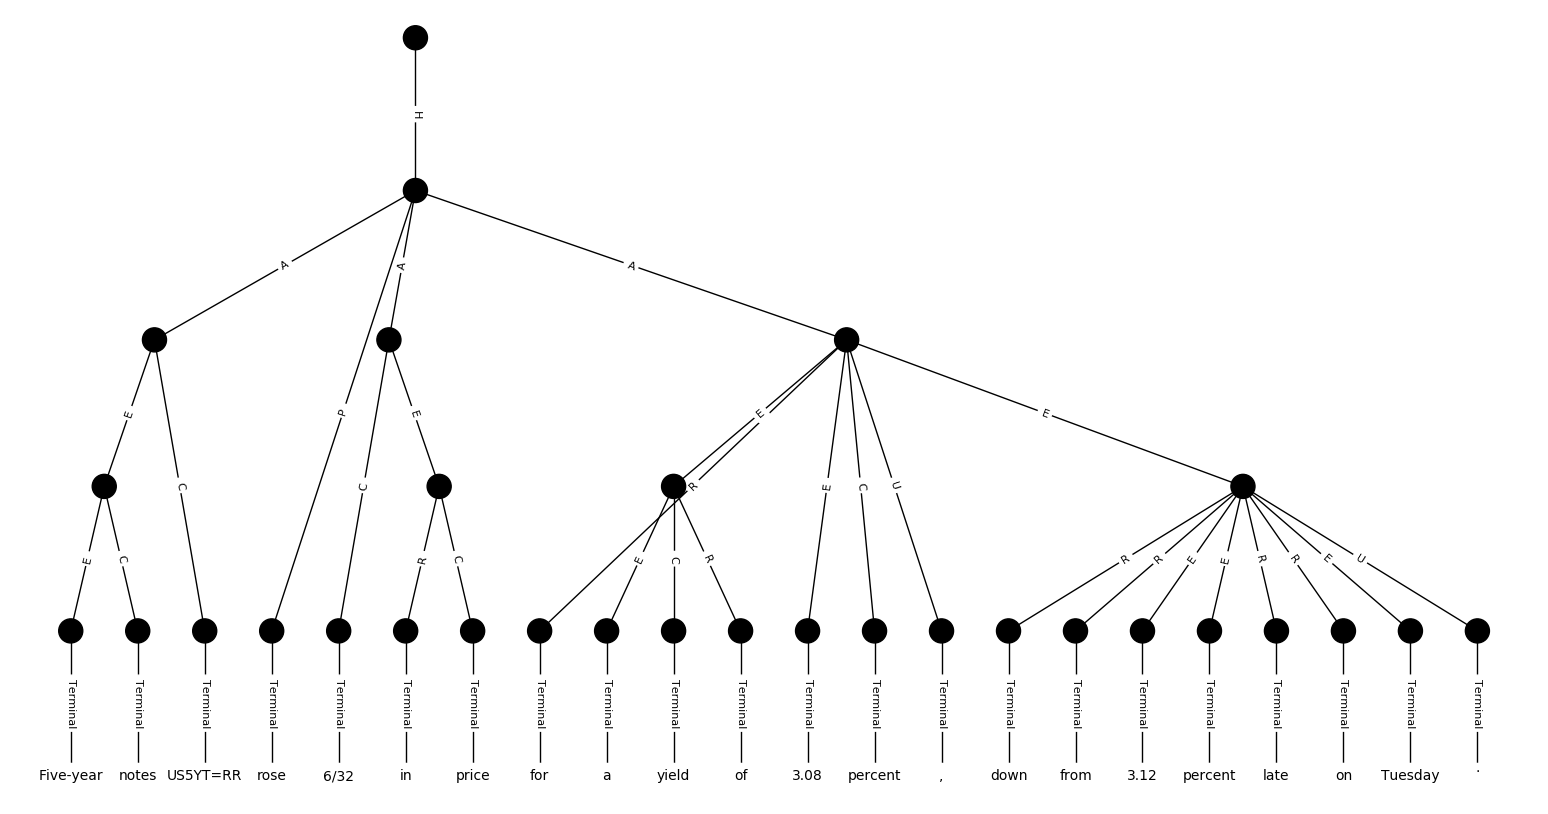 H
A A A
E C P C E E R E C U E
E C R C E C R R R E E R R E U
Terminal Terminal Terminal Terminal Terminal Terminal Terminal Terminal Terminal Terminal Terminal Terminal Terminal Terminal Terminal Terminal Terminal Terminal Terminal Terminal Terminal Terminal
Five-year notes US5YT=RR rose 6/32 in price for a yield of 3.08 percent , down from 3.12 percent late on Tuesday .